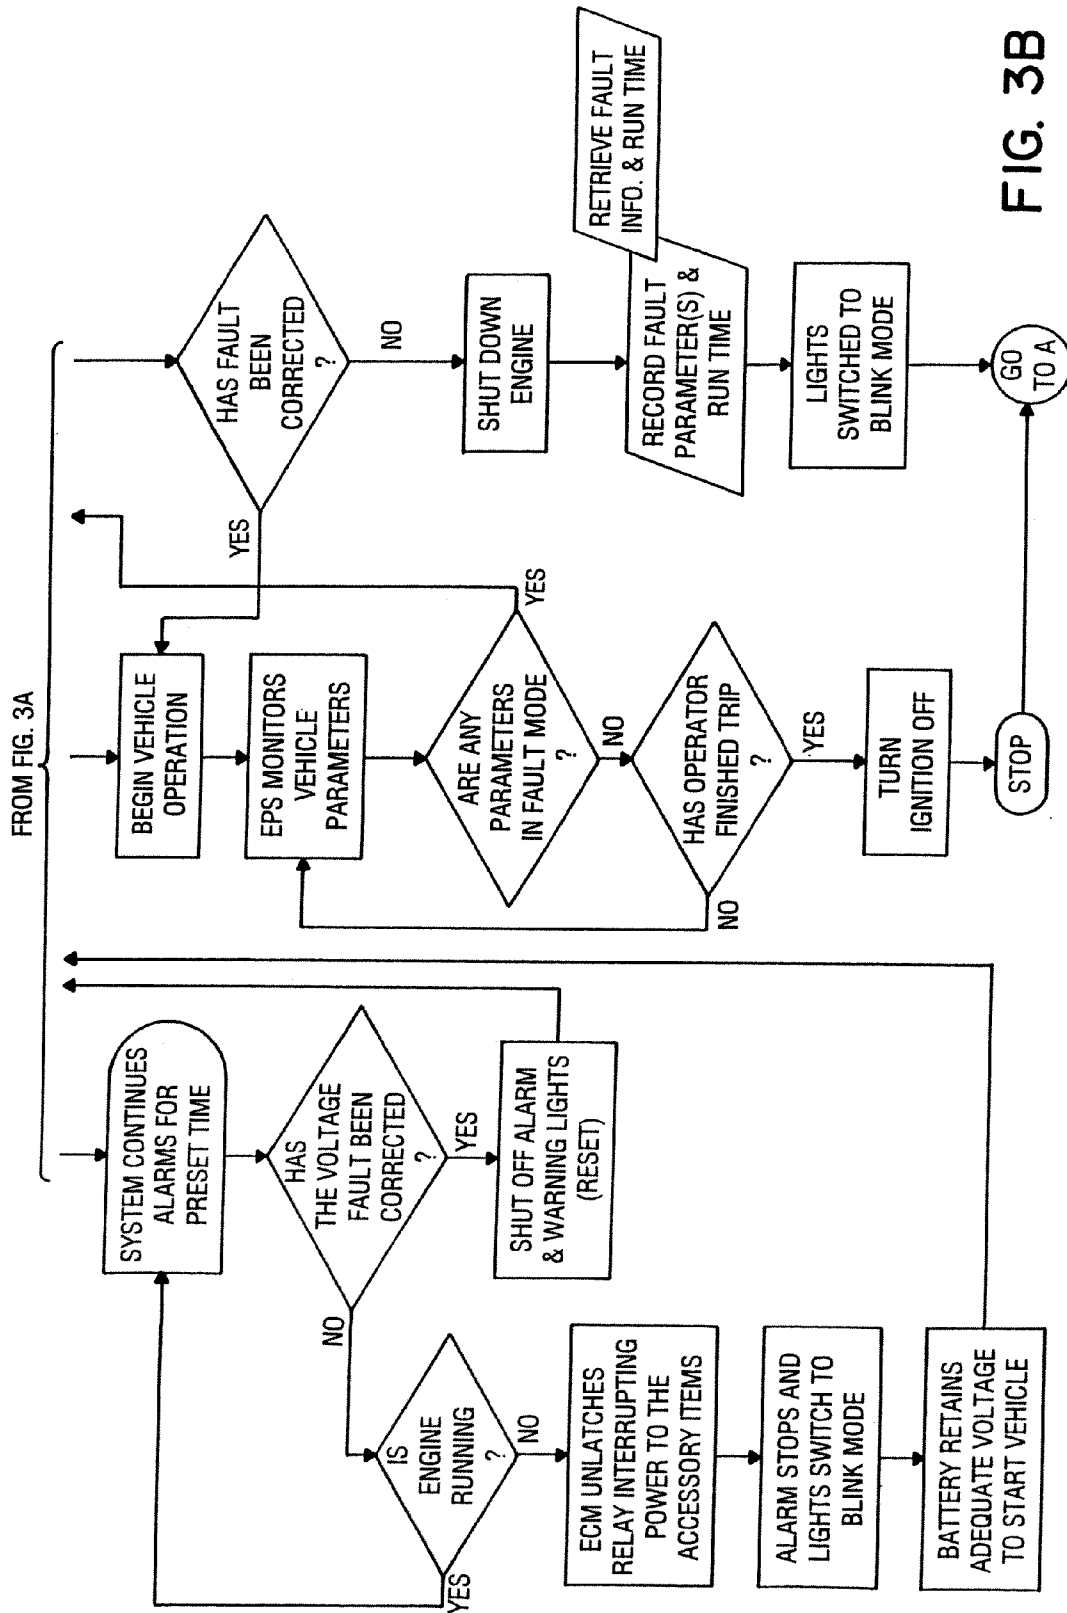 FROM FIG. 3A
SYSTEM CONTINUES
ALARMS FOR
PRESET TIME
HAS
THE VOLTAGE
FAULT BEEN
CORRECTED
?
NO
YES
SHUT OFF ALARM
& WARNING LIGHTS
(RESET)
IS
ENGINE
RUNNING
?
YES
NO
ECM UNLATCHES
RELAY INTERRUPTING
POWER TO THE
ACCESSORY ITEMS
ALARM STOPS AND
LIGHTS SWITCH TO
BLINK MODE
BATTERY RETAINS
ADEQUATE VOLTAGE
TO START VEHICLE
BEGIN VEHICLE
OPERATION
EPS MONITORS
VEHICLE
PARAMETERS
ARE ANY
PARAMETERS
IN FAULT MODE
?
YES
NO
HAS OPERATOR
FINISHED TRIP
?
NO
YES
TURN
IGNITION OFF
STOP
HAS FAULT
BEEN
CORRECTED
?
YES
NO
SHUT DOWN
ENGINE
RECORD FAULT
PARAMETER(S) &
RUN TIME
RETRIEVE FAULT
INFO. & RUN TIME
LIGHTS
SWITCHED TO
BLINK MODE
GO
TO A
FIG. 3B